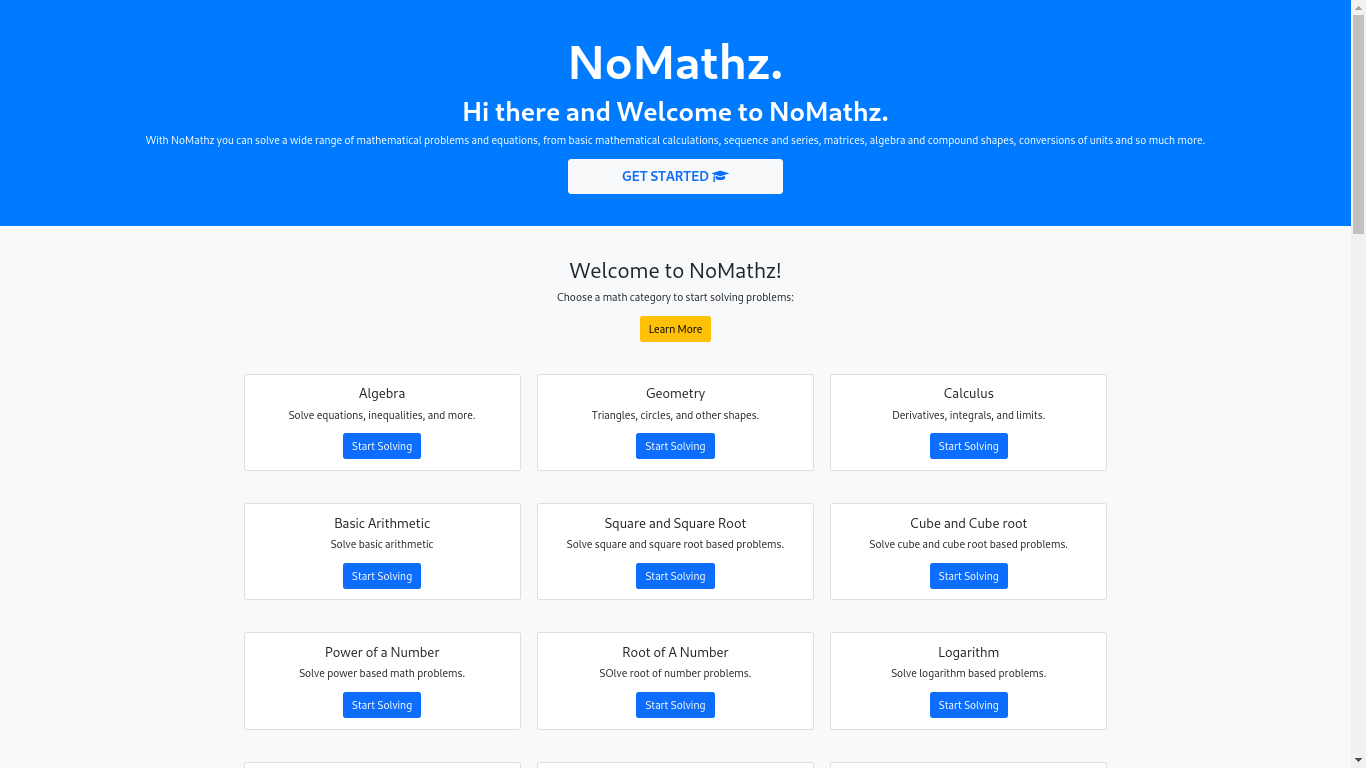 NoMathz.
Hi there and Welcome to NoMathz.
With NoMathz you can solve a wide range of mathematical problems and equations, from basic mathematical calculations, sequence and series, matrices, algebra and compound shapes, conversions of units and so much more.
GET STARTED
Welcome to NoMathz!
Choose a math category to start solving problems:
Learn More
Algebra
Solve equations, inequalities, and more.
Start Solving
Geometry
Triangles, circles, and other shapes.
Start Solving
Calculus
Derivatives, integrals, and limits.
Start Solving
Basic Arithmetic
Solve basic arithmetic
Start Solving
Square and Square Root
Solve square and square root based problems.
Start Solving
Cube and Cube root
Solve cube and cube root based problems.
Start Solving
Power of a Number
Solve power based math problems.
Start Solving
Root of A Number
SOlve root of number problems.
Start Solving
Logarithm
Solve logarithm based problems.
Start Solving